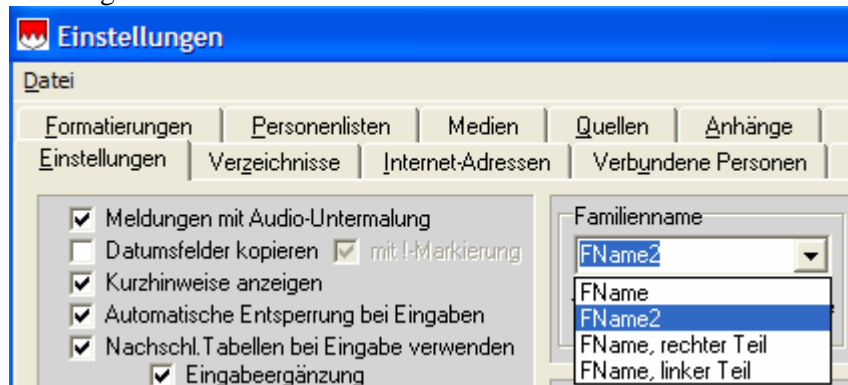 Einstellungen
Datei
Formatierungen Personenlisten Medien Quellen Anhänge
Einstellungen Verzeichnisse Internet-Adressen Verbundene Personen
Meldungen mit Audio-Untermalung
Datumsfelder kopieren mit !-Markierung
Kurzhinweise anzeigen
Automatische Entsperrung bei Eingaben
Nachschl.Tabellen bei Eingabe verwenden
Eingabeergänzung
Familienname
FName2
FName
FName2
FName, rechter Teil
FName, linker Teil